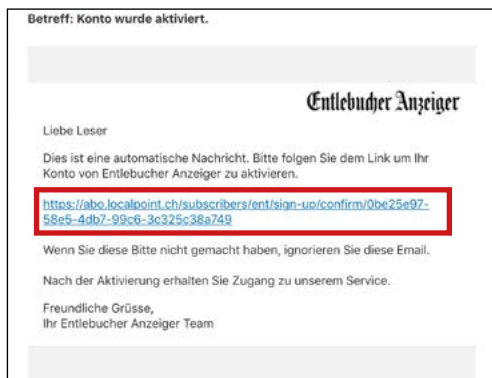 Betreff: Konto wurde aktiviert.
Entlebucher Anzeiger
Liebe Leser
Dies ist eine automatische Nachricht. Bitte folgen Sie dem Link um Ihr
Konto von Entlebucher Anzeiger zu aktivieren.
https://abo.localpoint.ch/subscribers/ent/sign-up/confirm/0be25e97-
58e5-4db7-99c6-3c325c38a749
Wenn Sie diese Bitte nicht gemacht haben, ignorieren Sie diese Email.
Nach der Aktivierung erhalten Sie Zugang zu unserem Service.
Freundliche Grüsse,
Ihr Entlebucher Anzeiger Team